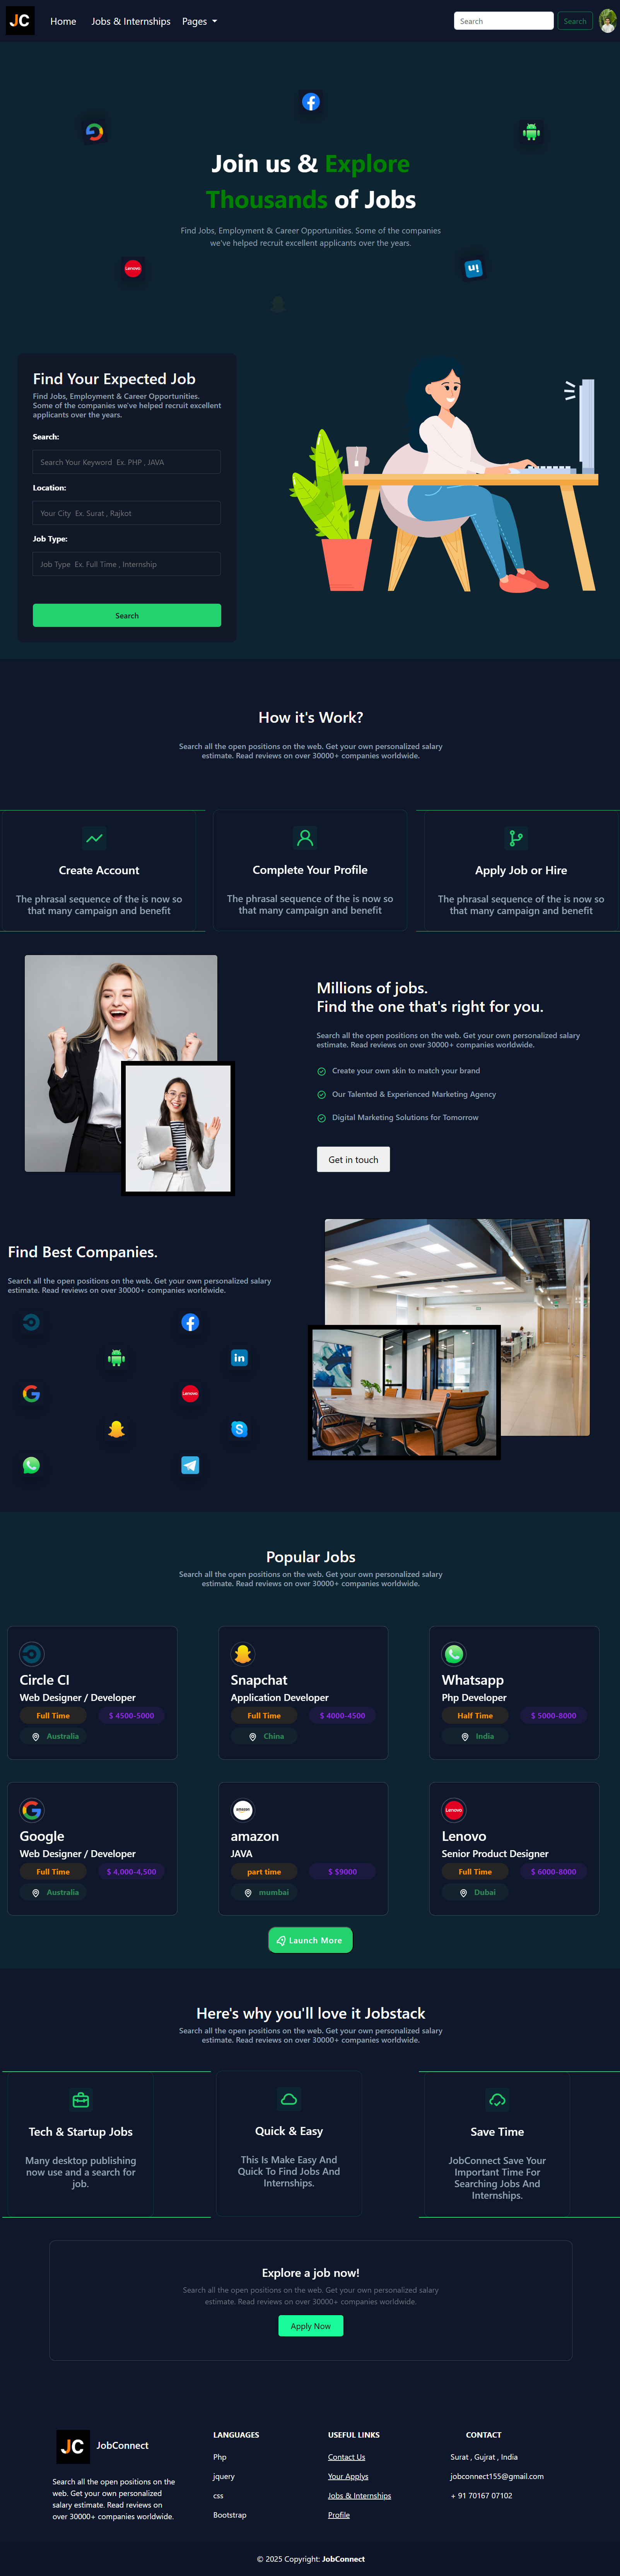 JC
Home
Jobs & Internships
Pages
Search
Search
Join us & Explore
Thousands of Jobs
Find Jobs, Employment & Career Opportunities. Some of the companies
we've helped recruit excellent applicants over the years.
Lenovo
in
Find Your Expected Job
Find Jobs, Employment & Career Opportunities.
Some of the companies we've helped recruit excellent
applicants over the years.
Search:
Search Your Keyword Ex. PHP , JAVA
Location:
Your City Ex. Surat , Rajkot
Job Type:
Job Type Ex. Full Time , Internship
Search
How it's Work?
Search all the open positions on the web. Get your own personalized salary
estimate. Read reviews on over 30000+ companies worldwide.
Create Account
The phrasal sequence of the is now so
that many campaign and benefit
Complete Your Profile
The phrasal sequence of the is now so
that many campaign and benefit
Apply Job or Hire
The phrasal sequence of the is now so
that many campaign and benefit
Millions of jobs.
Find the one that's right for you.
Search all the open positions on the web. Get your own personalized salary
estimate. Read reviews on over 30000+ companies worldwide.
Create your own skin to match your brand
Our Talented & Experienced Marketing Agency
Digital Marketing Solutions for Tomorrow
Get in touch
Find Best Companies.
Search all the open positions on the web. Get your own personalized salary
estimate. Read reviews on over 30000+ companies worldwide.
in
Lenovo
Popular Jobs
Search all the open positions on the web. Get your own personalized salary
estimate. Read reviews on over 30000+ companies worldwide.
Circle CI
Web Designer / Developer
Full Time
$ 4500-5000
Australia
Snapchat
Application Developer
Full Time
$ 4000-4500
China
Whatsapp
Php Developer
Half Time
$ 5000-8000
India
Google
Web Designer / Developer
Full Time
$ 4,000-4,500
Australia
amazon
amazon
JAVA
part time
$ $9000
mumbai
Lenovo
Lenovo
Senior Product Designer
Full Time
$ 6000-8000
Dubai
Launch More
Here's why you'll love it Jobstack
Search all the open positions on the web. Get your own personalized salary
estimate. Read reviews on over 30000+ companies worldwide.
Tech & Startup Jobs
Many desktop publishing
now use and a search for
job.
Quick & Easy
This Is Make Easy And
Quick To Find Jobs And
Internships.
Save Time
JobConnect Save Your
Important Time For
Searching Jobs And
Internships.
Explore a job now!
Search all the open positions on the web. Get your own personalized salary
estimate. Read reviews on over 30000+ companies worldwide.
Apply Now
JC
JobConnect
Search all the open positions on the
web. Get your own personalized
salary estimate. Read reviews on
over 30000+ companies worldwide.
LANGUAGES
Php
jquery
css
Bootstrap
USEFUL LINKS
Contact Us
Your Applys
Jobs & Internships
Profile
CONTACT
Surat , Gujrat , India
jobconnect155@gmail.com
+ 91 70167 07102
© 2025 Copyright: JobConnect